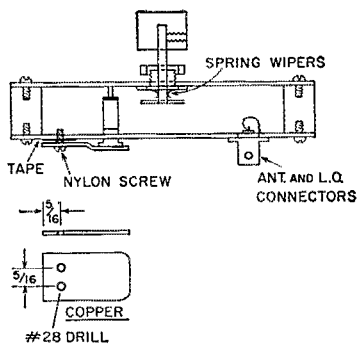 SPRING WIPERS
TAPE
NYLON SCREW
ANT. AND L.O.
CONNECTORS
5/16
5/16
COPPER
#28 DRILL